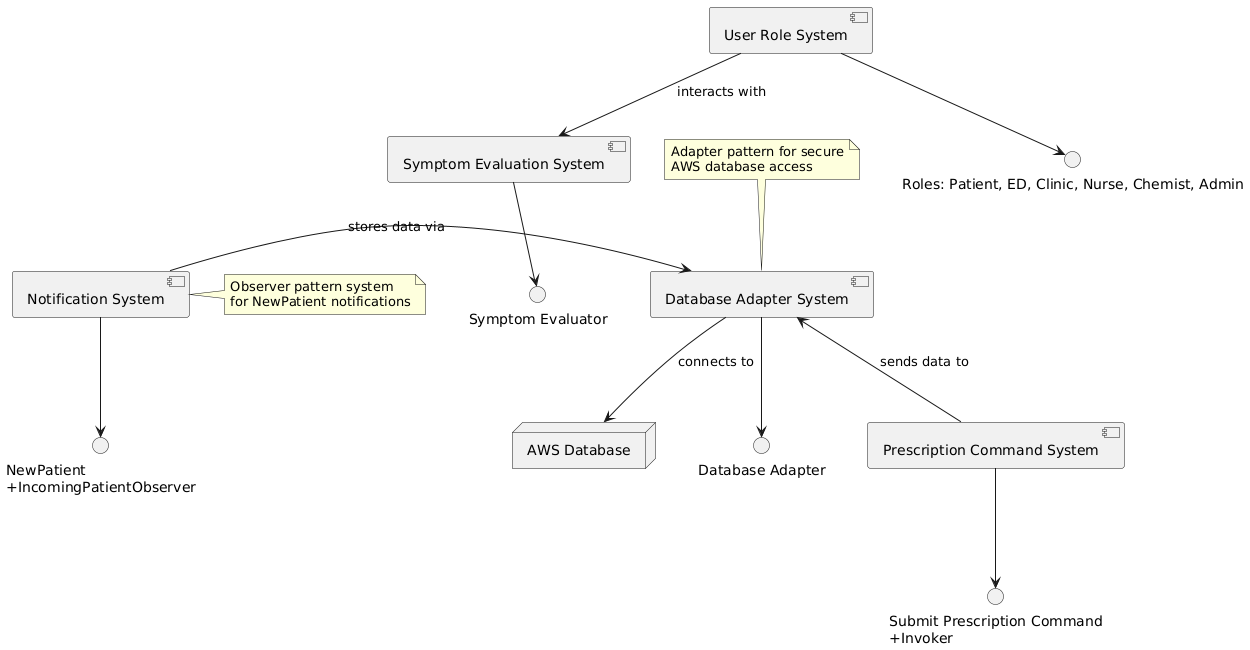 User Role System
interacts with
Symptom Evaluation System
Adapter pattern for secure
AWS database access
Roles: Patient, ED, Clinic, Nurse, Chemist, Admin
stores data via
Notification System
Observer pattern system
for NewPatient notifications
Symptom Evaluator
Database Adapter System
connects to
sends data to
AWS Database
Database Adapter
Prescription Command System
NewPatient
+IncomingPatientObserver
Submit Prescription Command
+Invoker